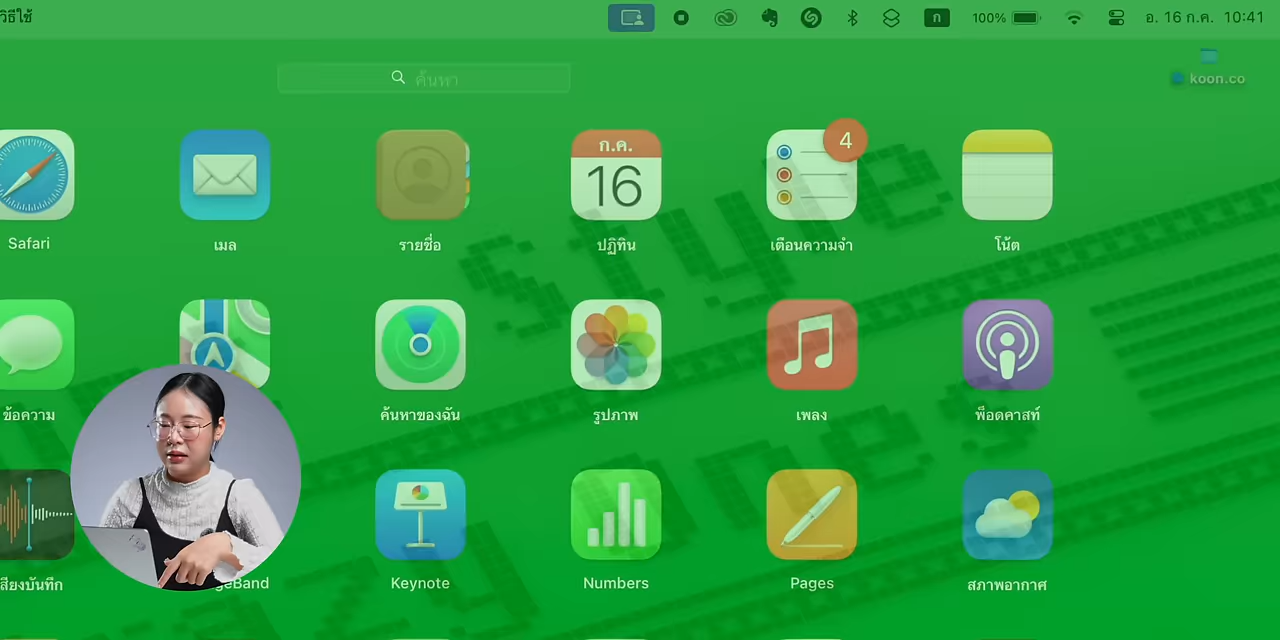 วิธีใช้
ก
100%
อ. 16 ก.ค. 10:41
ค้นหา
koon.co
ก.ค.
16
4
Safari
เมล
รายชื่อ
ปฏิทิน
เตือนความจำ
โน้ต
ข้อความ
ค้นหาของฉัน
รูปภาพ
เพลง
พ็อดคาสท์
เสียงบันทึก
geBand
Keynote
Numbers
Pages
สภาพอากาศ